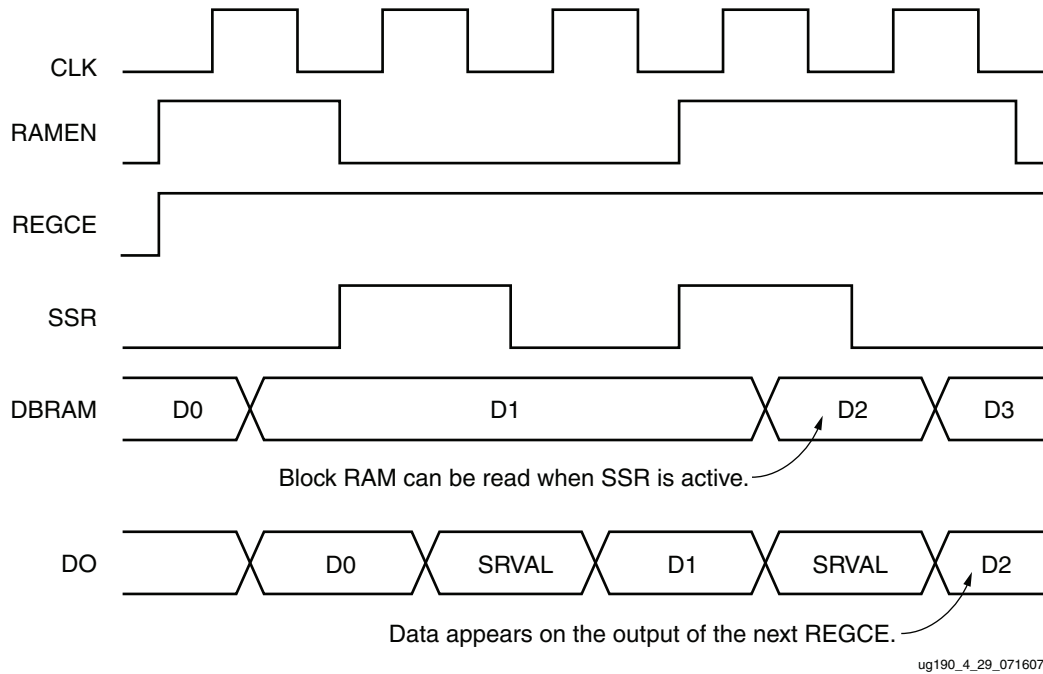 CLK
RAMEN
REGCE
SSR
DBRAM D0 D1 D2 D3
Block RAM can be read when SSR is active.
DO D0 SRVAL D1 SRVAL D2
Data appears on the output of the next REGCE.
ug190_4_29_071607